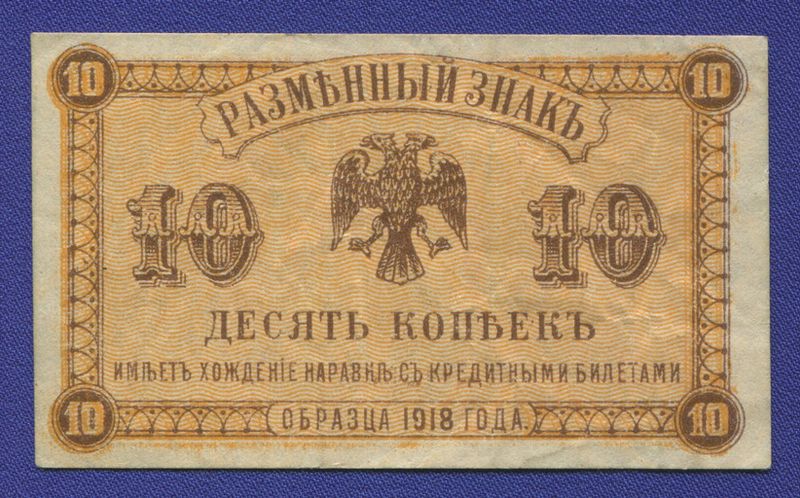 10 10
РАЗМѢННЫЙ ЗНАКЪ
10 10
ДЕСЯТЬ КОПѢЕКЪ
ИМѢЕТЪ ХОЖДЕНІЕ НАРАВНѢ СЪ КРЕДИТНЫМИ БИЛЕТАМИ
10 ОБРАЗЦА 1918 ГОДА. 10